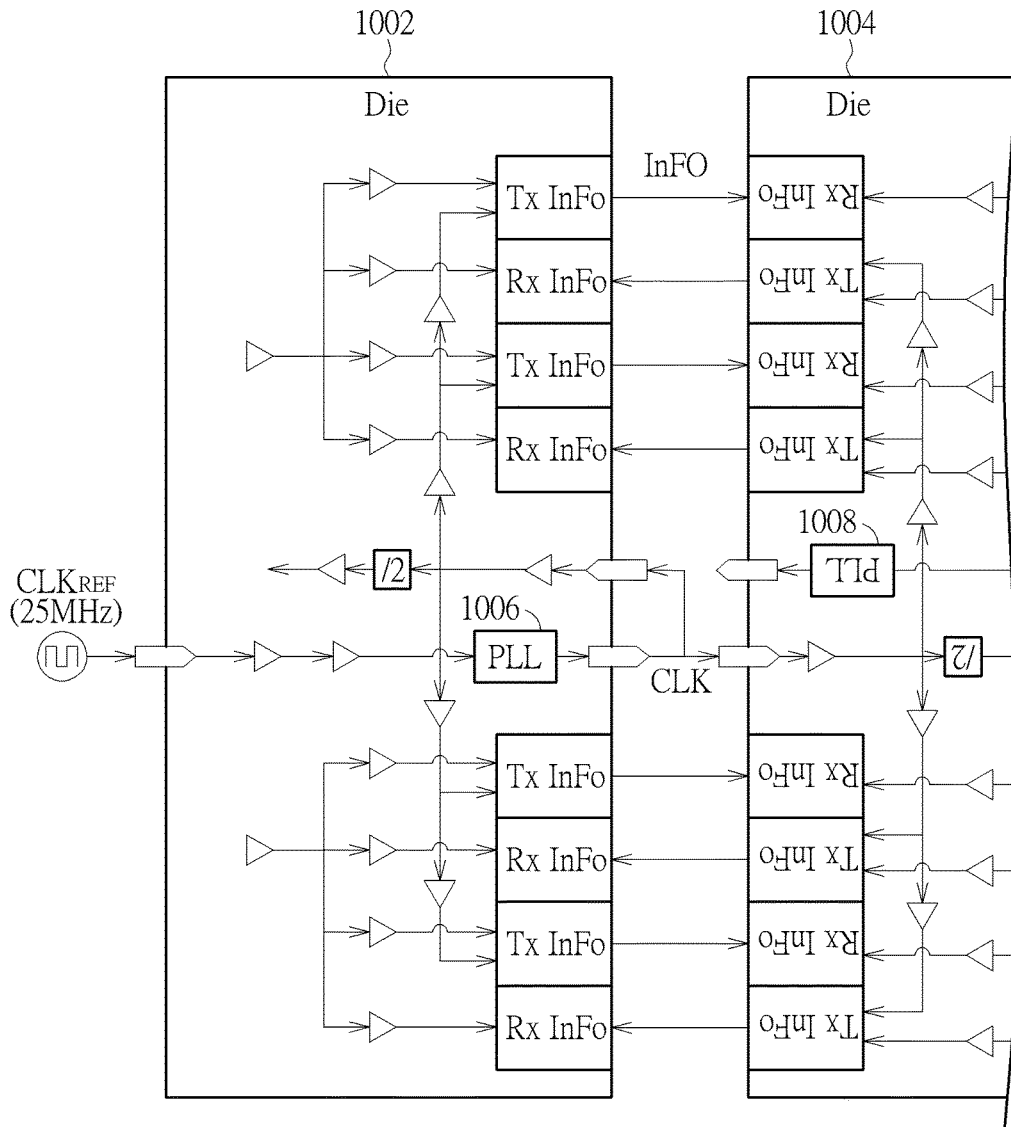 1002
1004
Die
Die
InFO
Tx InFo
Rx InFo
Rx InFo
Tx InFo
Tx InFo
Rx InFo
Rx InFo
Tx InFo
1008
/2
PLL
CLKREF
(25MHz)
1006
PLL
CLK
/2
Tx InFo
Rx InFo
Rx InFo
Tx InFo
Tx InFo
Rx InFo
Rx InFo
Tx InFo